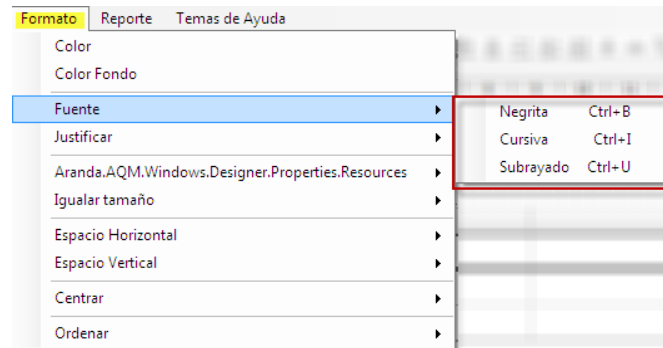 Formato Reporte Temas de Ayuda
Color
Color Fondo
Fuente
Negrita Ctrl+B
Justificar
Cursiva Ctrl+I
Subrayado Ctrl+U
Aranda.AQM.Windows.Designer.Properties.Resources
Igualar tamaño
Espacio Horizontal
Espacio Vertical
Centrar
Ordenar